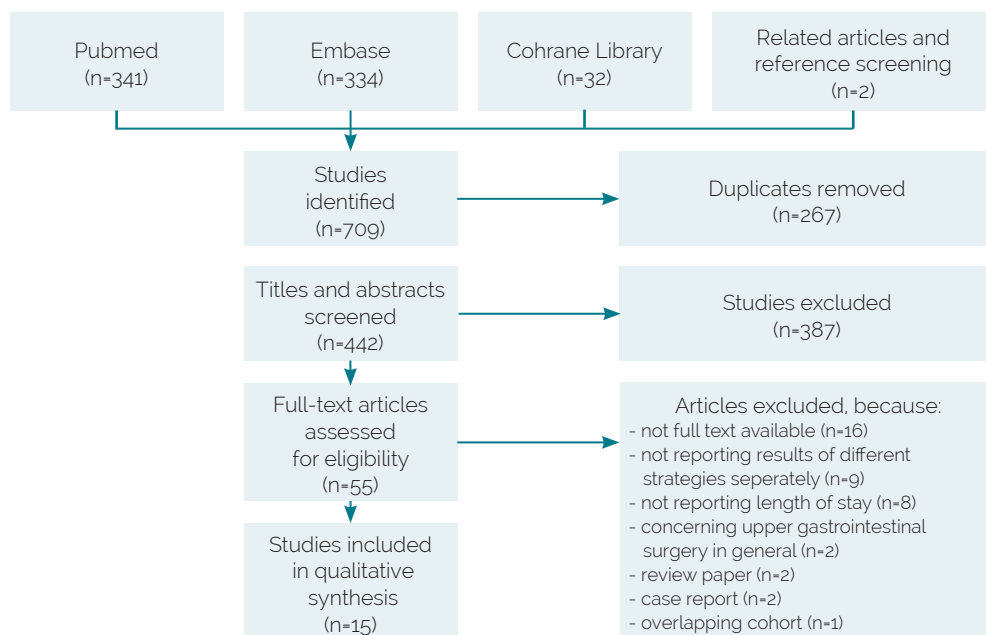 Pubmed
(n=341)
Embase
(n=334)
Cohrane Library
(n=32)
Related articles and
reference screening
(n=2)
Studies
identified
(n=709)
Duplicates removed
(n=267)
Titles and abstracts
screened
(n=442)
Studies excluded
(n=387)
Full-text articles
assessed
for eligibility
(n=55)
Articles excluded, because:
- not full text available (n=16)
- not reporting results of different
strategies seperately (n=9)
- not reporting length of stay (n=8)
- concerning upper gastrointestinal
surgery in general (n=2)
- review paper (n=2)
- case report (n=2)
- overlapping cohort (n=1)
Studies included
in qualitative
synthesis
(n=15)